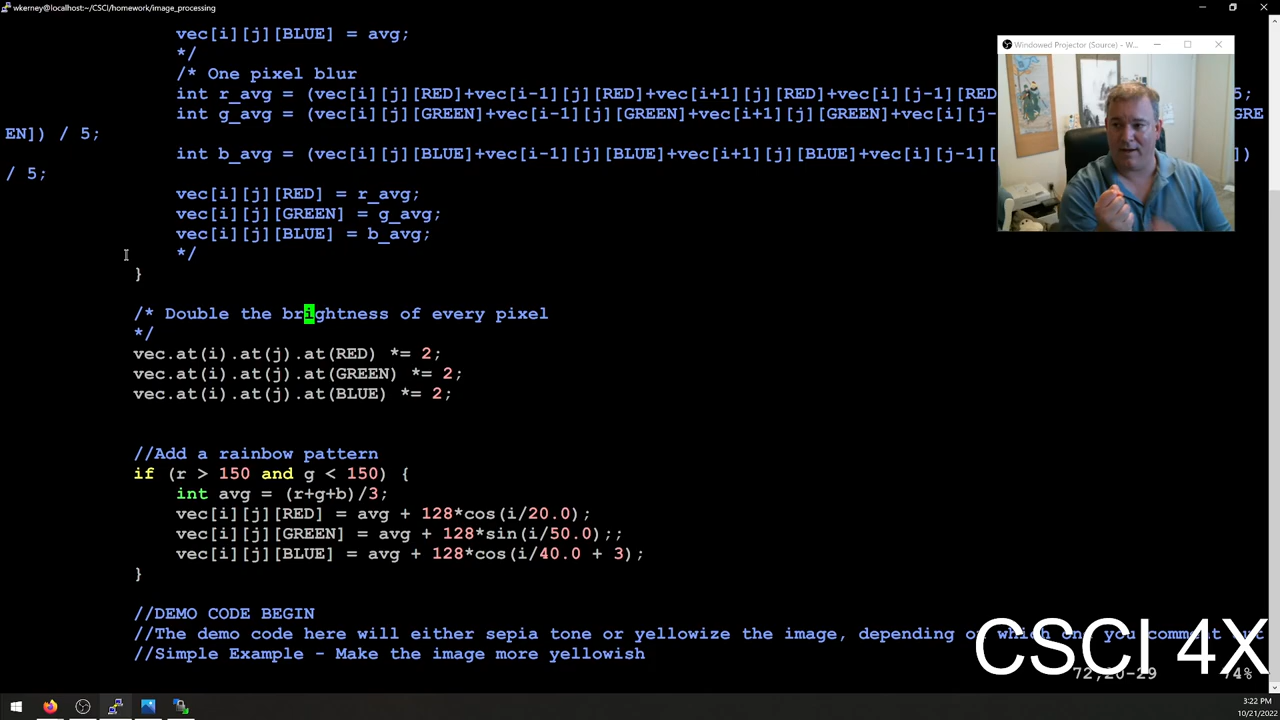 wkerney@localhost:~/CSCI/homework/image_processing
Windowed Projector (Source) - W...
vec[i][j][BLUE] = avg;
*/
/* One pixel blur
int r_avg = (vec[i][j][RED]+vec[i-1][j][RED]+vec[i+1][j][RED]+vec[i][j-1][RED 5;
int g_avg = (vec[i][j][GREEN]+vec[i-1][j][GREEN]+vec[i+1][j][GREEN]+vec[i][j- GRE
EN]) / 5;
int b_avg = (vec[i][j][BLUE]+vec[i-1][j][BLUE]+vec[i+1][j][BLUE]+vec[i][j-1][ ])
/ 5;
vec[i][j][RED] = r_avg;
vec[i][j][GREEN] = g_avg;
vec[i][j][BLUE] = b_avg;
*/
}
/* Double the brightness of every pixel
*/
vec.at(i).at(j).at(RED) *= 2;
vec.at(i).at(j).at(GREEN) *= 2;
vec.at(i).at(j).at(BLUE) *= 2;
//Add a rainbow pattern
if (r > 150 and g < 150) {
int avg = (r+g+b)/3;
vec[i][j][RED] = avg + 128*cos(i/20.0);
vec[i][j][GREEN] = avg + 128*sin(i/50.0);;
vec[i][j][BLUE] = avg + 128*cos(i/40.0 + 3);
}
//DEMO CODE BEGIN
//The demo code here will either sepia tone or yellowize the image, depending on which one you comment out
//Simple Example - Make the image more yellowish
CSCI 4X
72,20-29 74%
3:22 PM
10/21/2022